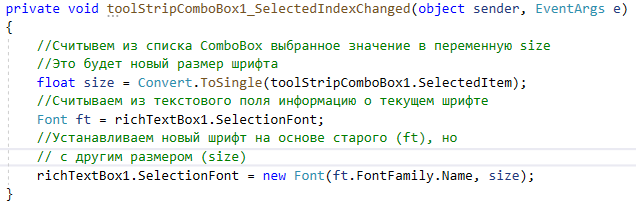 private void toolStripComboBox1_SelectedIndexChanged(object sender, EventArgs e)
{
//Считывем из списка ComboBox выбранное значение в переменную size
//Это будет новый размер шрифта
float size = Convert.ToSingle(toolStripComboBox1.SelectedItem);
//Считываем из текстового поля информацию о текущем шрифте
Font ft = richTextBox1.SelectionFont;
//Устанавливаем новый шрифт на основе старого (ft), но
// с другим размером (size)
richTextBox1.SelectionFont = new Font(ft.FontFamily.Name, size);
}